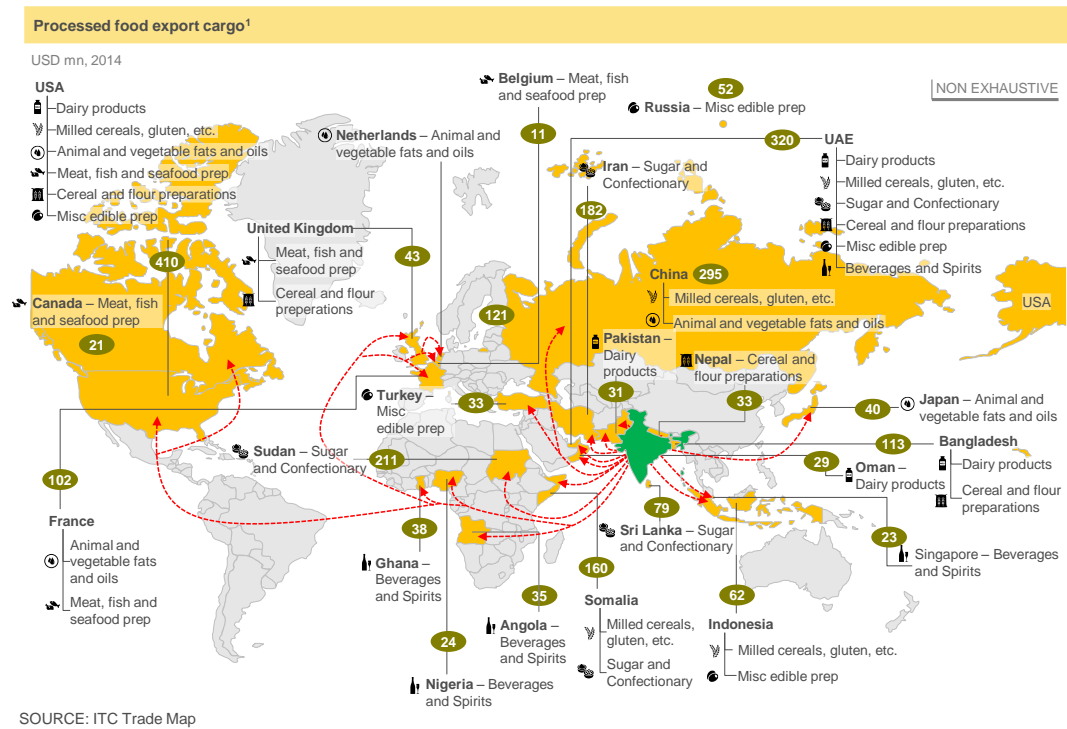 Processed food export cargo¹
USD mn, 2014
NON EXHAUSTIVE
USA
Dairy products
Milled cereals, gluten, etc.
Animal and vegetable fats and oils
Meat, fish and seafood prep
Cereal and flour preparations
Misc edible prep
410
Canada – Meat, fish
and seafood prep
21
United Kingdom
Meat, fish and
seafood prep
Cereal and flour
preperations
43
Netherlands – Animal and
vegetable fats and oils
121
Belgium – Meat, fish
and seafood prep
11
52
Russia – Misc edible prep
320
UAE
Dairy products
Milled cereals, gluten, etc.
Sugar and Confectionary
Cereal and flour preparations
Misc edible prep
Beverages and Spirits
Iran – Sugar and
Confectionary
182
China
295
Milled cereals, gluten, etc.
Animal and vegetable fats and oils
USA
Pakistan –
Dairy
products
31
Nepal – Cereal and
flour preparations
33
Turkey –
Misc
edible prep
33
Japan – Animal and
vegetable fats and oils
40
Sudan – Sugar
and Confectionary
211
113
Bangladesh
Dairy products
Cereal and flour
preparations
29
Oman –
Dairy products
102
France
Animal and
vegetable fats
and oils
Meat, fish and
seafood prep
38
Ghana –
Beverages
and Spirits
24
Nigeria – Beverages
and Spirits
35
Angola –
Beverages
and Spirits
160
Somalia
Milled cereals,
gluten, etc.
Sugar and
Confectionary
79
Sri Lanka – Sugar
and Confectionary
62
Indonesia
Milled cereals, gluten, etc.
Misc edible prep
23
Singapore – Beverages
and Spirits
SOURCE: ITC Trade Map